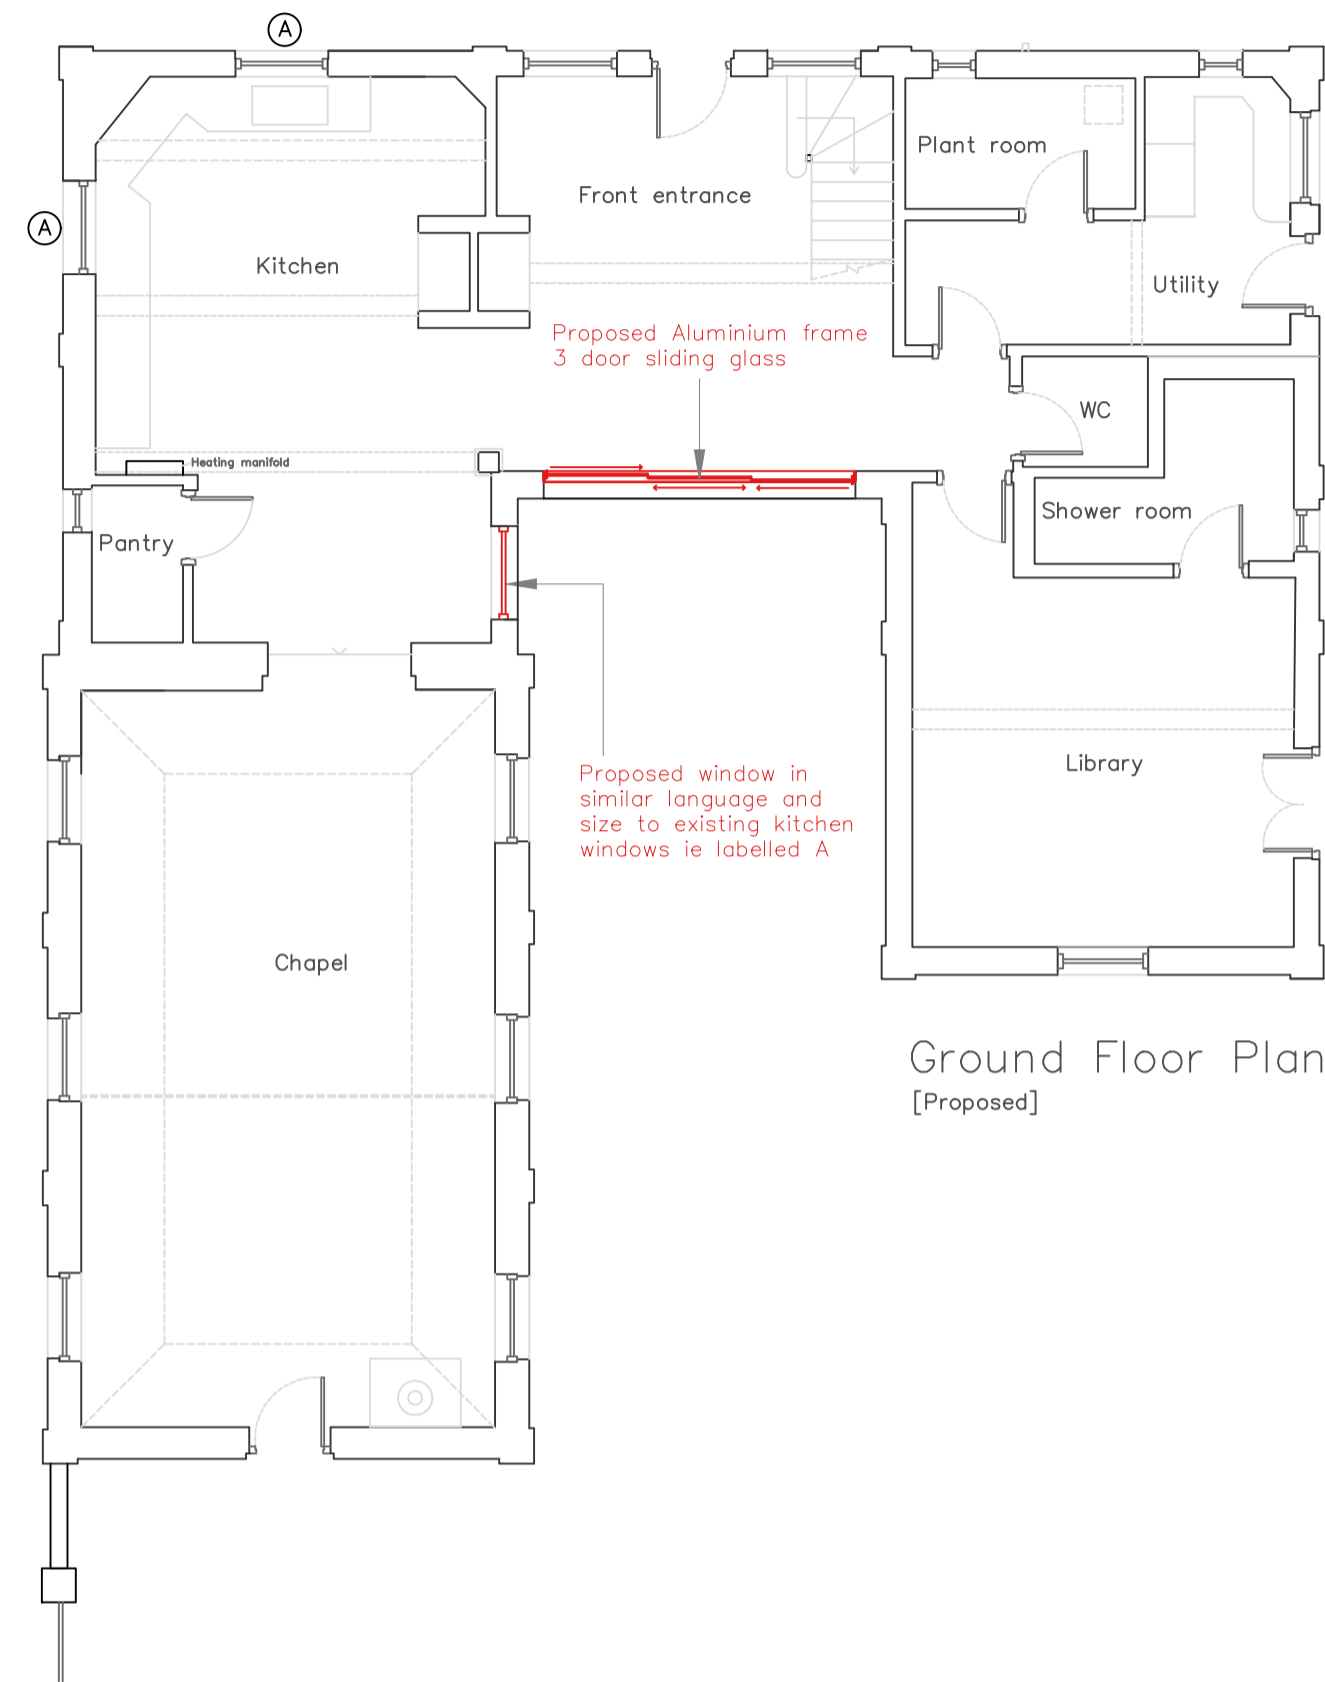 A
Plant room
Front entrance
A
Kitchen
Utility
Proposed Aluminium frame
3 door sliding glass
WC
Heating manifold
Shower room
Pantry
Library
Proposed window in
similar language and
size to existing kitchen
windows ie labelled A
Chapel
Ground Floor Plan
[Proposed]